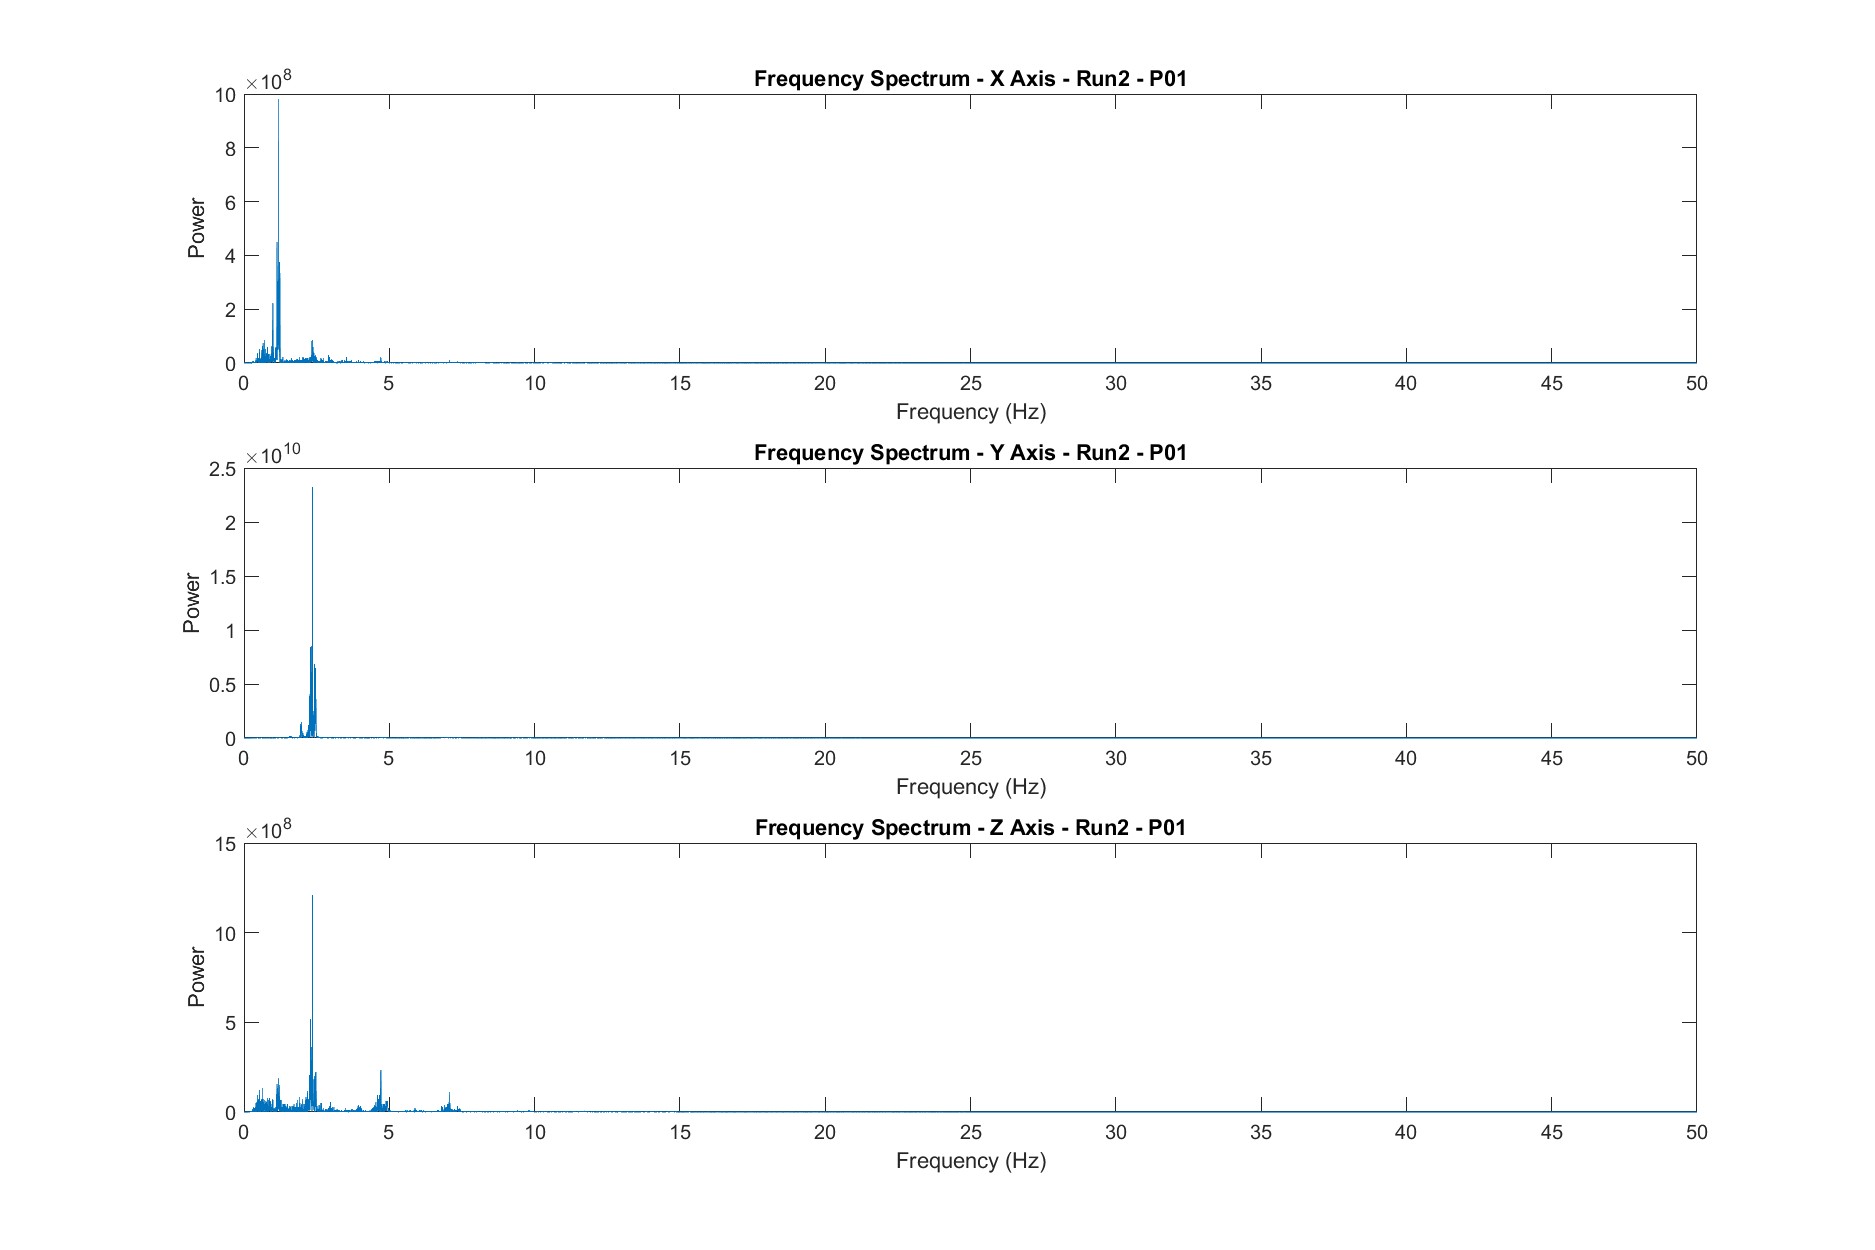 Frequency Spectrum - X Axis - Run2 - P01
×10^8
10
8
6
4
2
0
Power
0 5 10 15 20 25 30 35 40 45 50
Frequency (Hz)
Frequency Spectrum - Y Axis - Run2 - P01
×10^10
2.5
2
1.5
1
0.5
0
Power
0 5 10 15 20 25 30 35 40 45 50
Frequency (Hz)
Frequency Spectrum - Z Axis - Run2 - P01
×10^8
15
10
5
0
Power
0 5 10 15 20 25 30 35 40 45 50
Frequency (Hz)